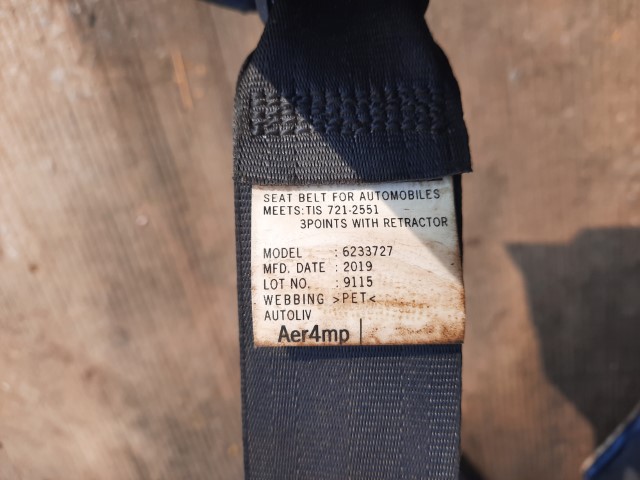 SEAT BELT FOR AUTOMOBILES
MEETS:TIS 721-2551
3POINTS WITH RETRACTOR
MODEL : 6233727
MFD. DATE : 2019
LOT NO. : 9115
WEBBING >PET<
AUTOLIV
Aer4mp